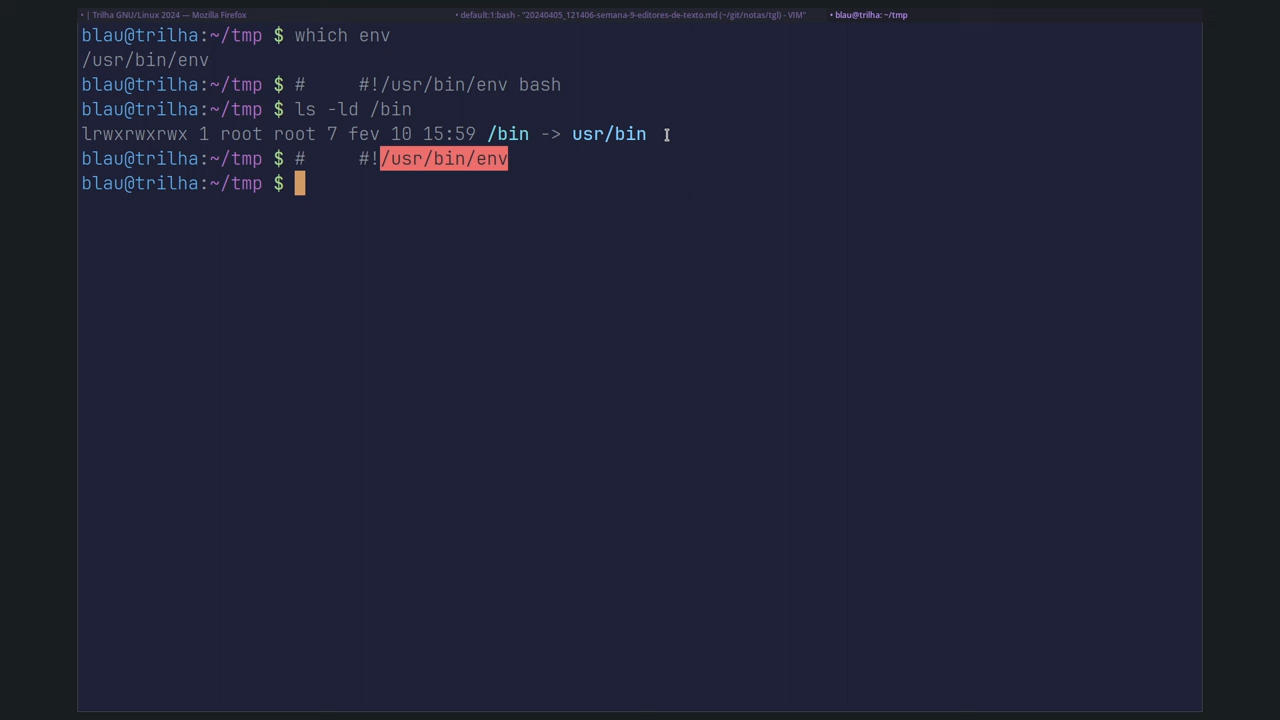 • | Trilha GNU/Linux 2024 — Mozilla Firefox • default:1:bash - "20240405_121406-semana-9-editores-de-texto.md (~/git/notas/tgl) - VIM" • blau@trilha: ~/tmp
blau@trilha:~/tmp $ which env
/usr/bin/env
blau@trilha:~/tmp $ #     #!/usr/bin/env bash
blau@trilha:~/tmp $ ls -ld /bin
lrwxrwxrwx 1 root root 7 fev 10 15:59 /bin -> usr/bin
blau@trilha:~/tmp $ #     #!/usr/bin/env
blau@trilha:~/tmp $